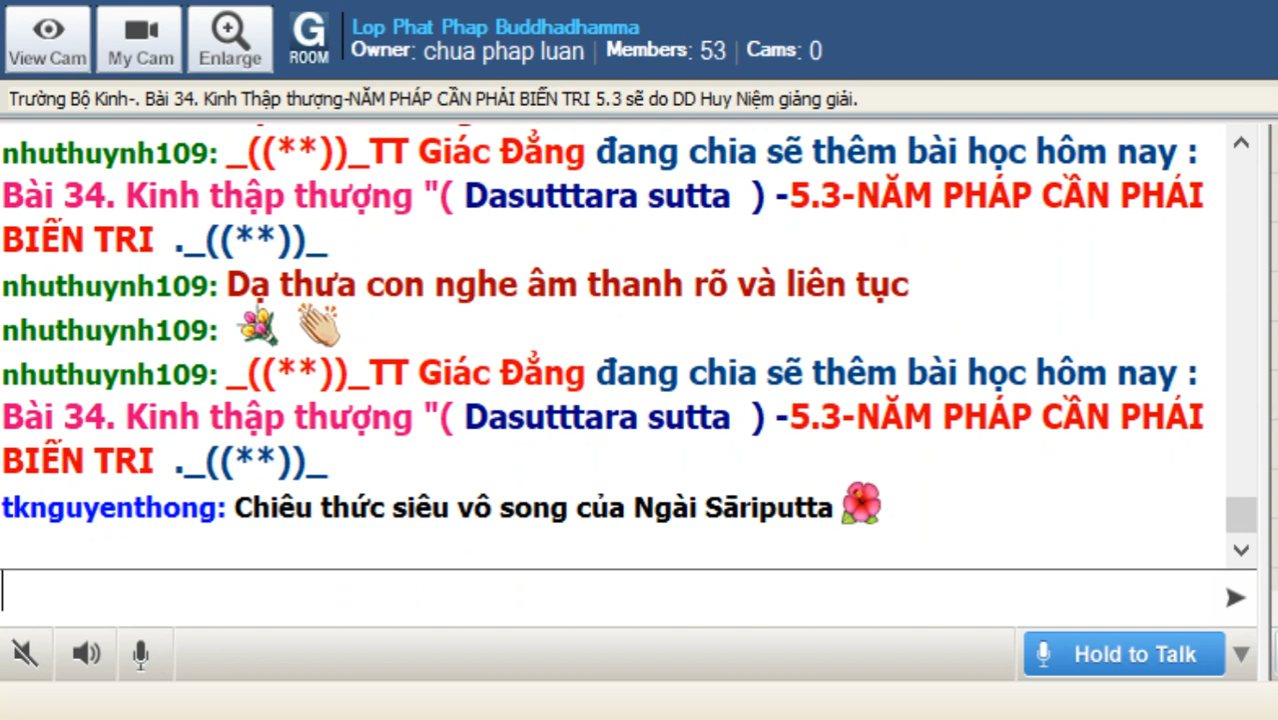 View Cam My Cam Enlarge G ROOM Lop Phat Phap Buddhadhamma
Owner: chua phap luan | Members: 53 | Cams: 0
Trường Bộ Kinh-. Bài 34. Kinh Thập thượng-NĂM PHÁP CẦN PHẢI BIẾN TRI 5.3 sẽ do DD Huy Niệm giảng giải.
nhuthuynh109: _((**))_TT Giác Đẳng đang chia sẽ thêm bài học hôm nay :
Bài 34. Kinh thập thượng "( Dasutttara sutta ) -5.3-NĂM PHÁP CẦN PHẢI
BIẾN TRI ._((**))_
nhuthuynh109: Dạ thưa con nghe âm thanh rõ và liên tục
nhuthuynh109:
nhuthuynh109: _((**))_TT Giác Đẳng đang chia sẽ thêm bài học hôm nay :
Bài 34. Kinh thập thượng "( Dasutttara sutta ) -5.3-NĂM PHÁP CẦN PHẢI
BIẾN TRI ._((**))_
tknguyenthong: Chiêu thức siêu vô song của Ngài Sāriputta
Hold to Talk